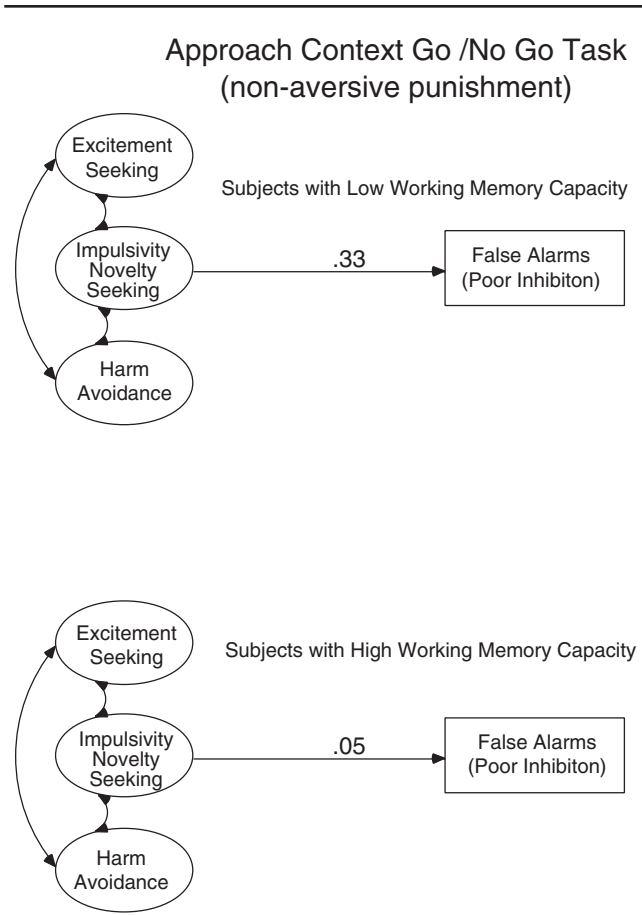 Approach Context Go /No Go Task
(non-aversive punishment)
Excitement
Seeking
Subjects with Low Working Memory Capacity
Impulsivity
Novelty
Seeking
.33
False Alarms
(Poor Inhibiton)
Harm
Avoidance
Excitement
Seeking
Subjects with High Working Memory Capacity
Impulsivity
Novelty
Seeking
.05
False Alarms
(Poor Inhibiton)
Harm
Avoidance